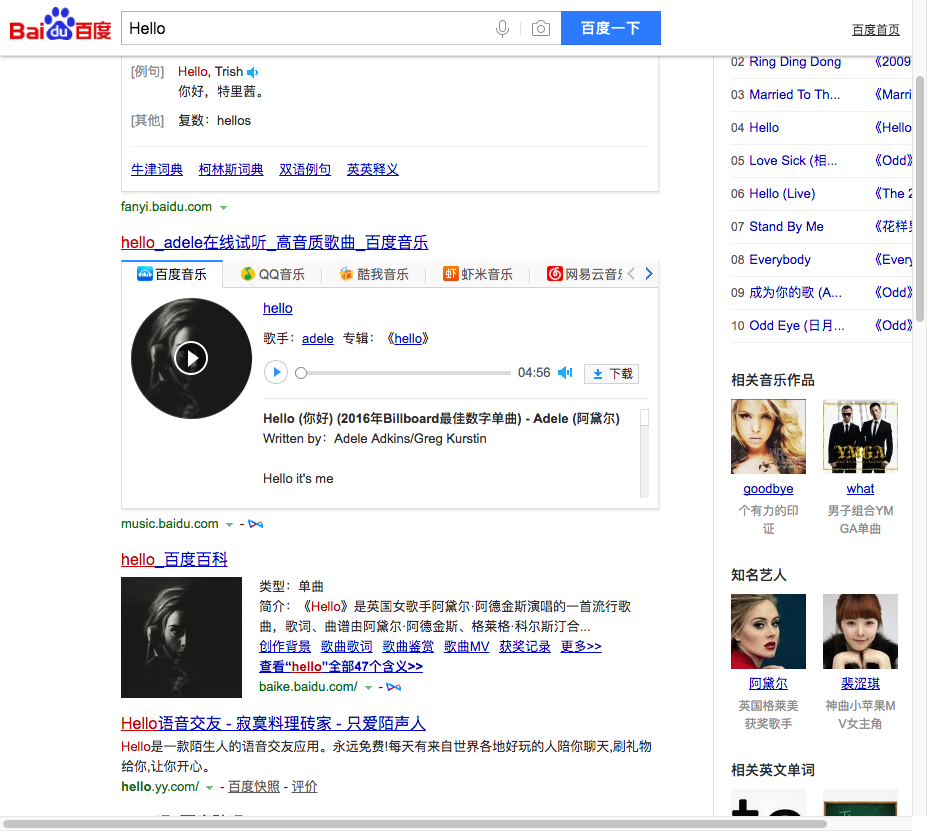 Bai du 百度
Hello
百度一下
百度首页
[例句] Hello, Trish
你好，特里茜。
[其他] 复数：hellos
牛津词典 柯林斯词典 双语例句 英英释义
fanyi.baidu.com
hello_adele在线试听_高音质歌曲_百度音乐
百度音乐 QQ音乐 酷我音乐 虾 虾米音乐 网易云音
hello
歌手：adele 专辑：《hello》
04:56 下载
Hello (你好) (2016年Billboard最佳数字单曲) - Adele (阿黛尔)
Written by：Adele Adkins/Greg Kurstin
Hello it's me
music.baidu.com -
hello_百度百科
类型：单曲
简介：《Hello》是英国女歌手阿黛尔·阿德金斯演唱的一首流行歌
曲，歌词、曲谱由阿黛尔·阿德金斯、格莱格·科尔斯汀合...
创作背景 歌曲歌词 歌曲鉴赏 歌曲MV 获奖记录 更多>>
查看“hello”全部47个含义>>
baike.baidu.com/ -
Hello语音交友 - 寂寞料理砖家 - 只爱陌声人
Hello是一款陌生人的语音交友应用。永远免费!每天有来自世界各地好玩的人陪你聊天,刷礼物
给你,让你开心。
hello.yy.com/ - 百度快照 - 评价
02 Ring Ding Dong 《2009
03 Married To Th... 《Marri
04 Hello 《Hello
05 Love Sick (相... 《Odd》
06 Hello (Live) 《The 2
07 Stand By Me 《花样
08 Everybody 《Every
09 成为你的歌 (A... 《Odd》
10 Odd Eye (日月... 《Odd》
相关音乐作品
YMGA
goodbye what
个有力的印 男子组合YM
证 GA单曲
知名艺人
阿黛尔 裴涩琪
英国格莱美 神曲小苹果M
获奖歌手 V女主角
相关英文单词